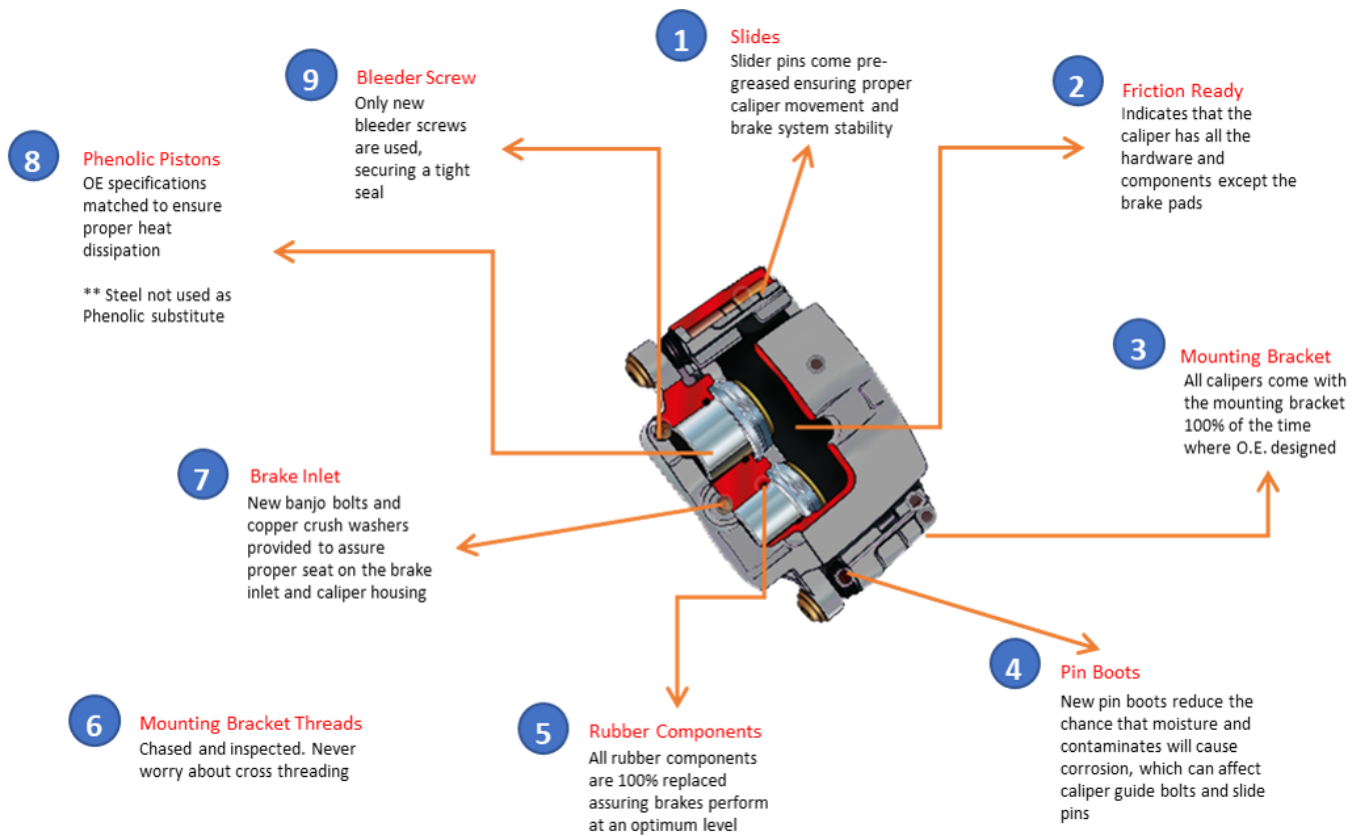 1
Slides
Slider pins come pre-
greased ensuring proper
caliper movement and
brake system stability
2
Friction Ready
Indicates that the
caliper has all the
hardware and
components except the
brake pads
3
Mounting Bracket
All calipers come with
the mounting bracket
100% of the time
where O.E. designed
4
Pin Boots
New pin boots reduce the
chance that moisture and
contaminates will cause
corrosion, which can affect
caliper guide bolts and slide
pins
5
Rubber Components
All rubber components
are 100% replaced
assuring brakes perform
at an optimum level
6
Mounting Bracket Threads
Chased and inspected. Never
worry about cross threading
7
Brake Inlet
New banjo bolts and
copper crush washers
provided to assure
proper seat on the brake
inlet and caliper housing
8
Phenolic Pistons
OE specifications
matched to ensure
proper heat
dissipation
** Steel not used as
Phenolic substitute
9
Bleeder Screw
Only new
bleeder screws
are used,
securing a tight
seal